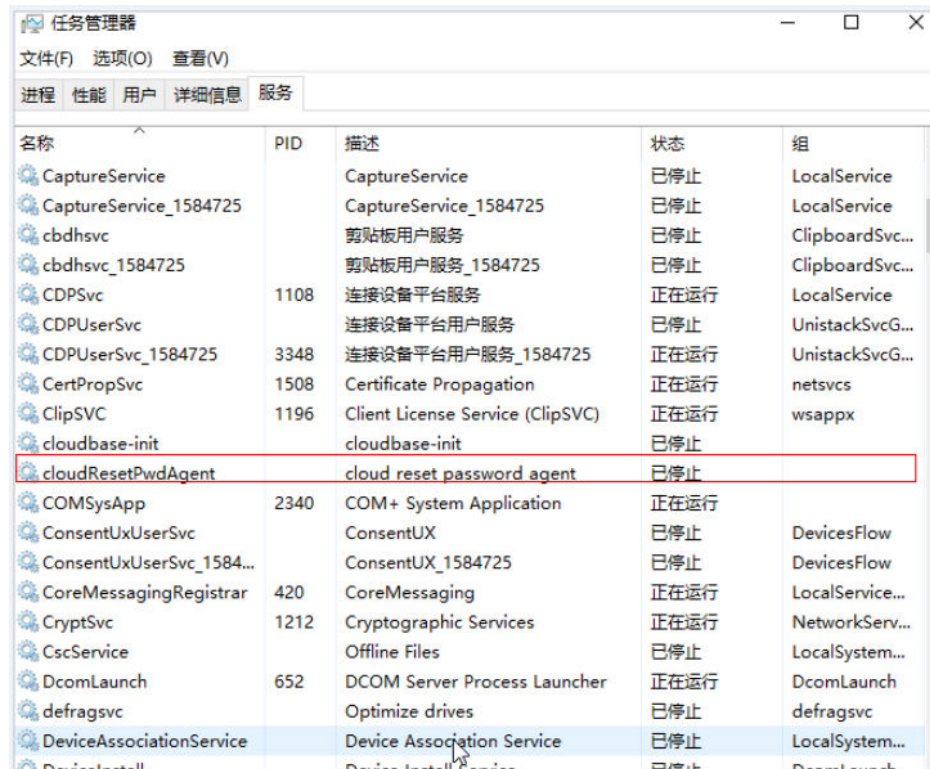 任务管理器
文件(F) 选项(O) 查看(V)
进程 性能 用户 详细信息 服务
名称 PID 描述 状态 组
CaptureService CaptureService 已停止 LocalService
CaptureService_1584725 CaptureService_1584725 已停止 LocalService
cbdhsvc 剪贴板用户服务 已停止 ClipboardSvc...
cbdhsvc_1584725 剪贴板用户服务_1584725 已停止 ClipboardSvc...
CDPSvc 1108 连接设备平台服务 正在运行 LocalService
CDPUserSvc 连接设备平台用户服务 已停止 UnistackSvcG...
CDPUserSvc_1584725 3348 连接设备平台用户服务_1584725 正在运行 UnistackSvcG...
CertPropSvc 1508 Certificate Propagation 正在运行 netsvcs
ClipSVC 1196 Client License Service (ClipSVC) 正在运行 wsappx
cloudbase-init cloudbase-init 已停止
cloudResetPwdAgent cloud reset password agent 已停止
COMSysApp 2340 COM+ System Application 正在运行
ConsentUxUserSvc ConsentUX 已停止 DevicesFlow
ConsentUxUserSvc_1584... ConsentUX_1584725 已停止 DevicesFlow
CoreMessagingRegistrar 420 CoreMessaging 正在运行 LocalService...
CryptSvc 1212 Cryptographic Services 正在运行 NetworkServ...
CscService Offline Files 已停止 LocalSystem...
DcomLaunch 652 DCOM Server Process Launcher 正在运行 DcomLaunch
defragsvc Optimize drives 已停止 defragsvc
DeviceAssociationService Device Association Service 已停止 LocalSystem...
DeviceInstall Device Install Service 已停止 DcomLaunch